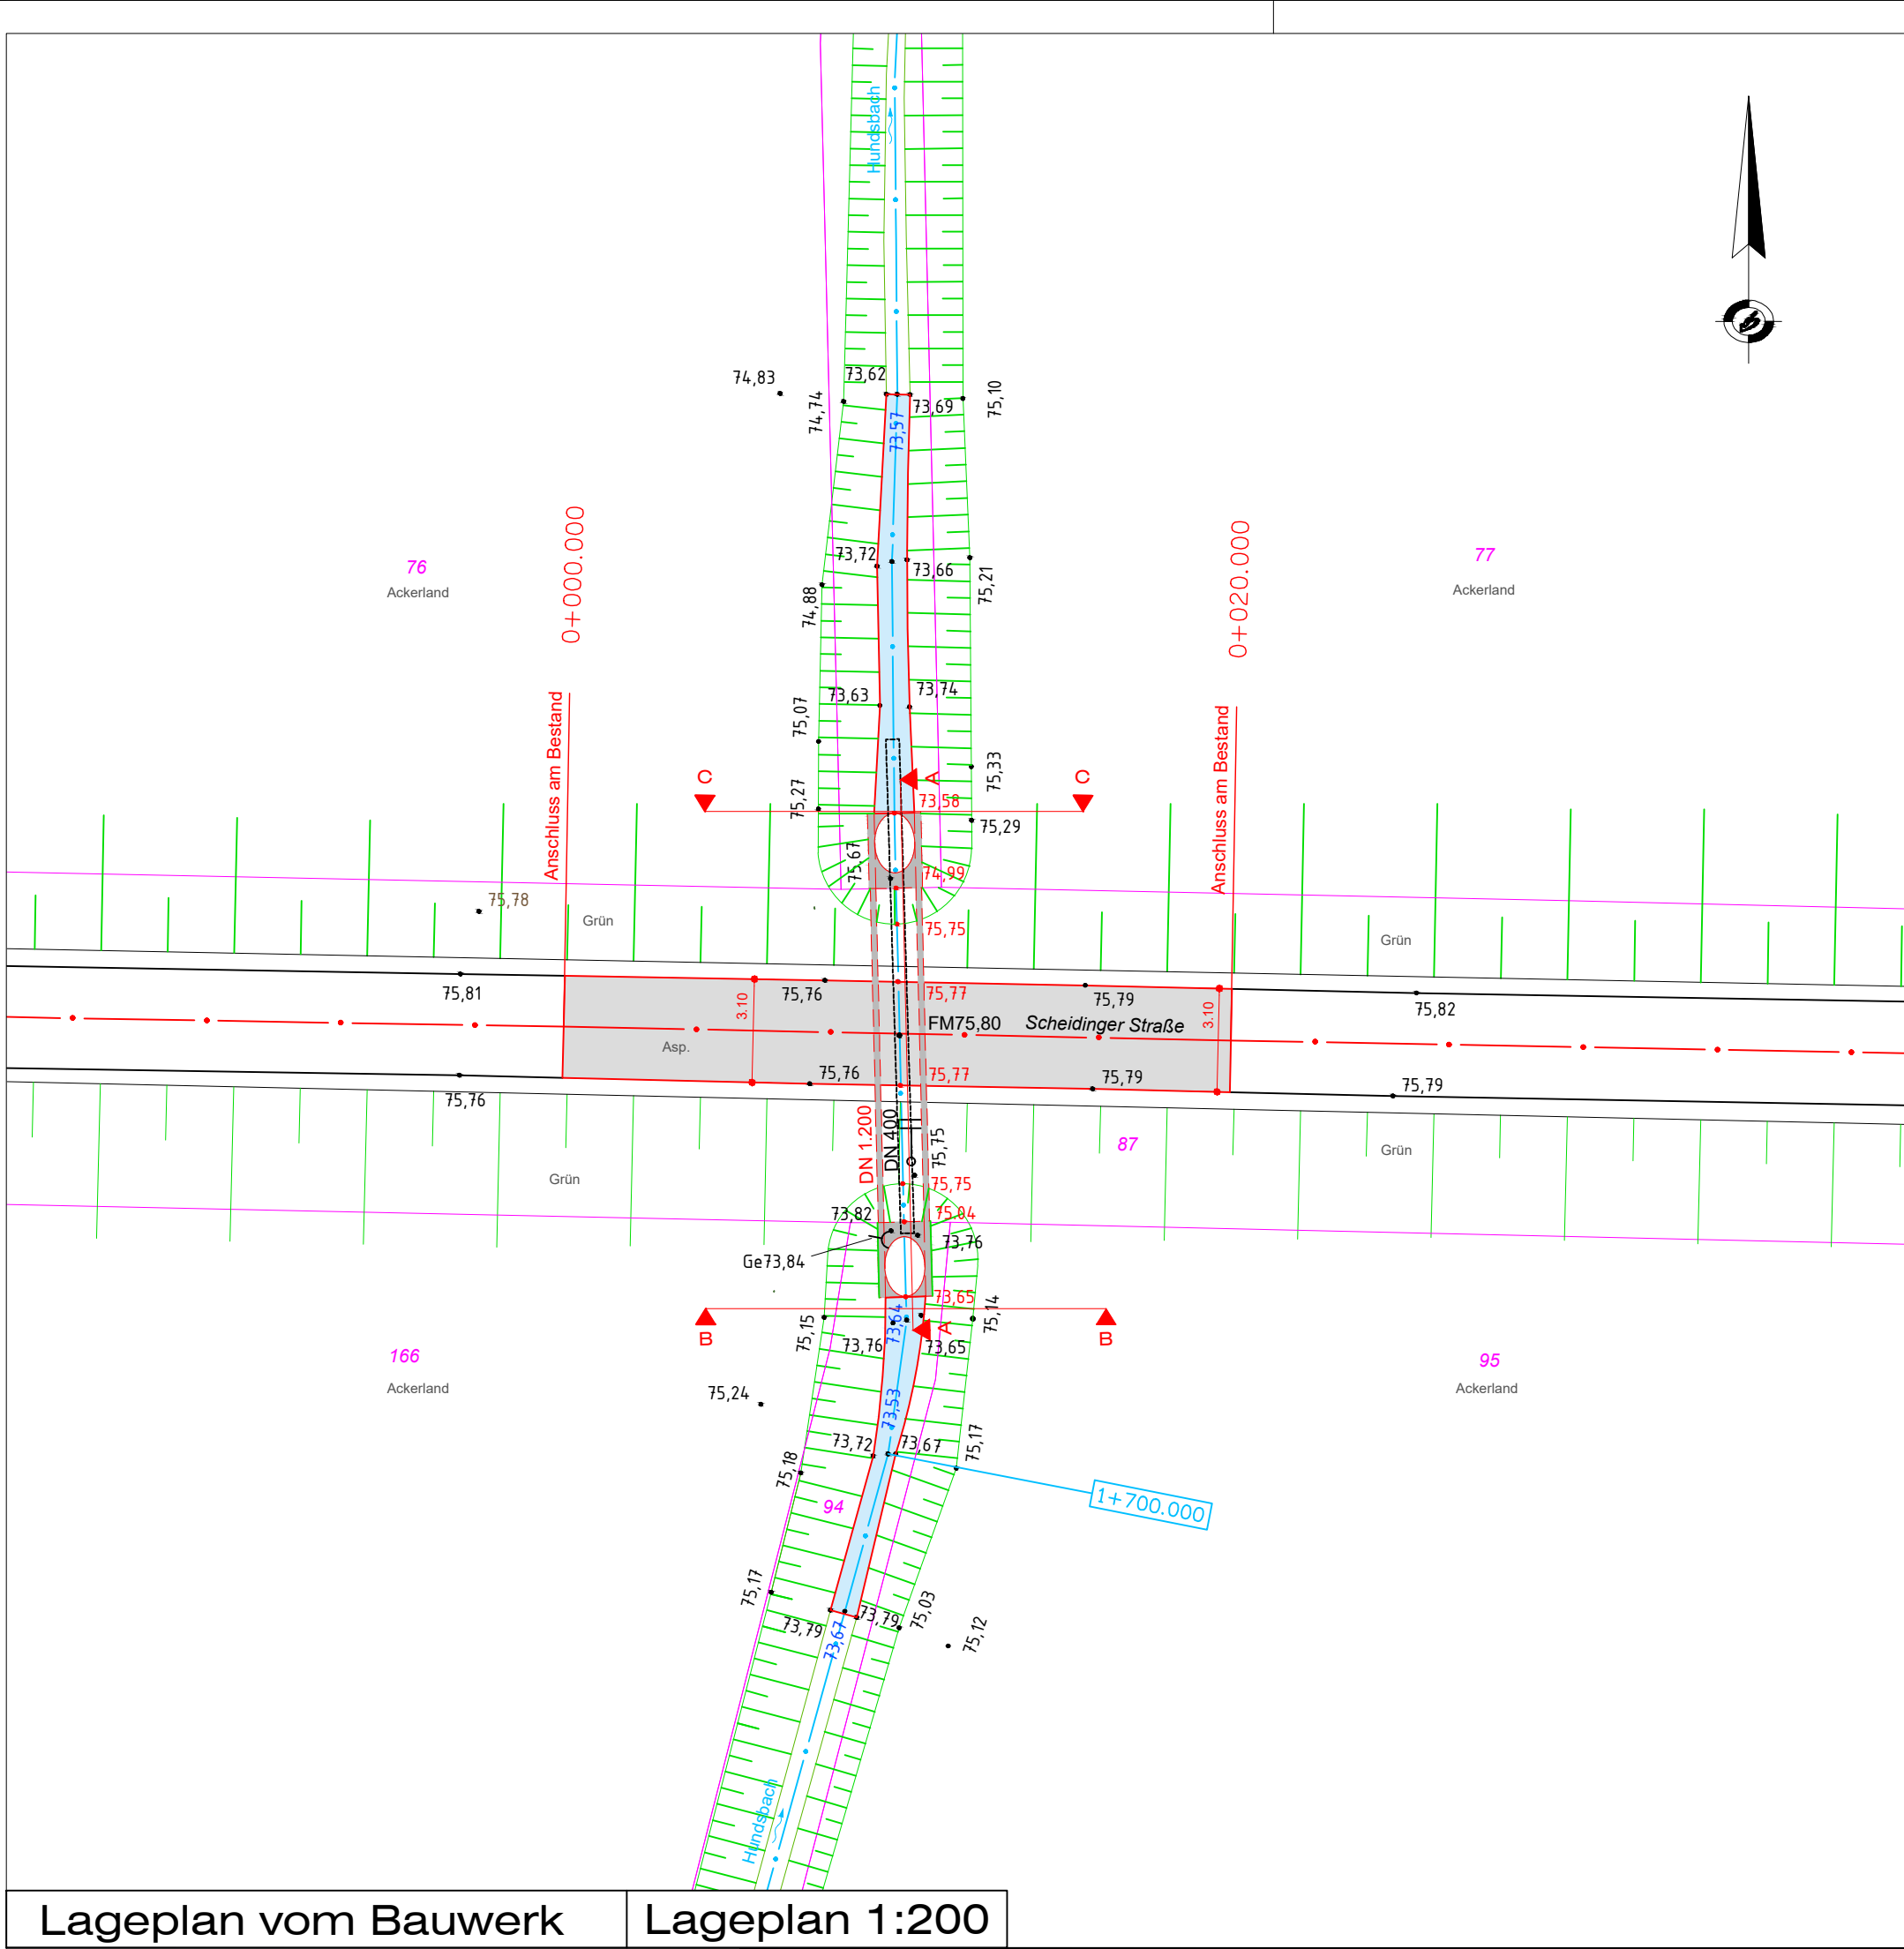 Hundsbach
74,83
73,62
74,74
73,69
75,10
73,57
0+000.000
0+020.000
76
Ackerland
77
Ackerland
73,72
73,66
75,21
74,88
Anschluss am Bestand
Anschluss am Bestand
73,63
73,74
75,07
C
A
C
75,33
75,27
73,58
75,29
75,67
74,99
75,78
Grün
75,75
Grün
75,81
75,76
75,77
75,79
75,82
3.10
3.10
FM75,80
Scheidinger Straße
Asp.
75,76
75,77
75,79
75,79
75,76
DN 1.200
DN 400
75,75
87
Grün
Grün
75,75
73,82
75.04
73,76
Ge73,84
73,65
75,14
B
A
B
73,64
75,15
73,76
73,65
166
Ackerland
95
Ackerland
75,24
73,53
73,72
73,67
75,17
75,18
94
1+700.000
75,17
73,79
73,79
75,03
75,12
73,67
Hundsbach
Lageplan vom Bauwerk
Lageplan 1:200